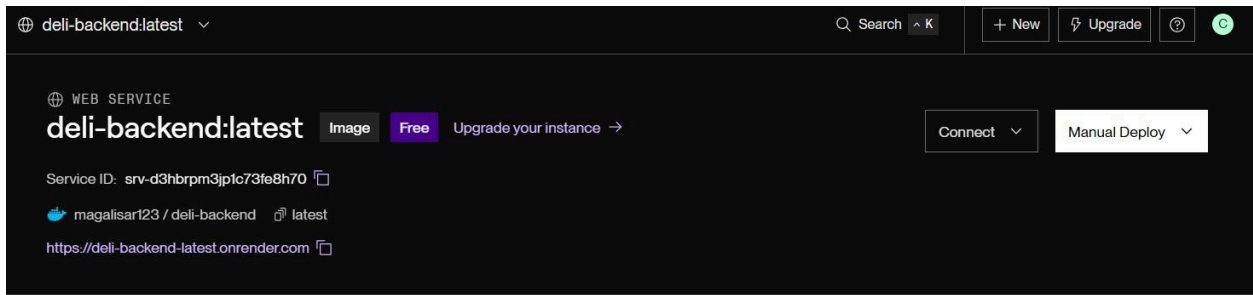 deli-backend:latest Search ^ K + New Upgrade C
WEB SERVICE
deli-backend:latest Image Free Upgrade your instance →
Connect Manual Deploy
Service ID: srv-d3hbrpm3jp1c73fe8h70
magalisar123 / deli-backend latest
https://deli-backend-latest.onrender.com